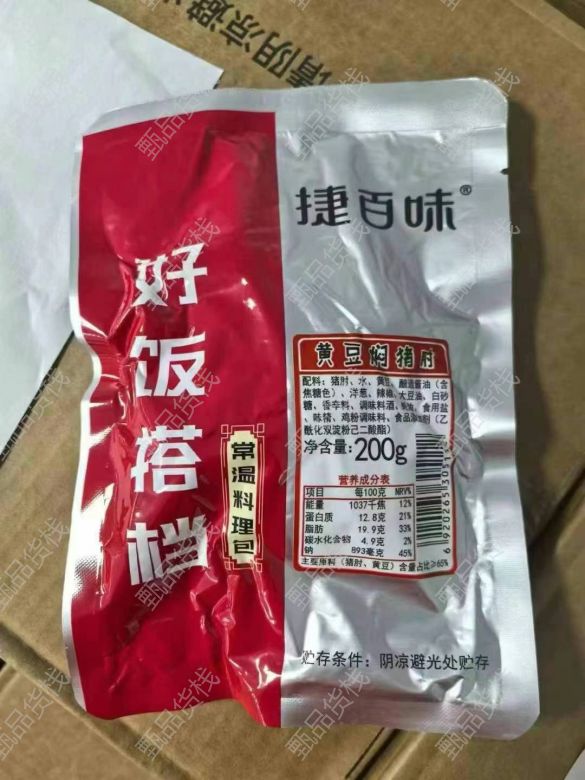 请阴凉避
捷百味®
好饭搭档
常温料理包
黄豆焖猪肘
配料：猪肘、水、黄豆、酿造酱油（含
焦糖色）、洋葱、辣椒、大豆油、白砂
糖、香辛料、调味料酒、食用盐
、味精、鸡粉调味料、食品添加剂（乙
酰化双淀粉己二酸酯）
净含量：200g
营养成分表
项目 每100克 NRV%
能量 1037千焦 12%
蛋白质 12.8克 21%
脂肪 19.9克 33%
碳水化合物 4.9克 2%
钠 893毫克 45%
主要原料（猪肘、黄豆）含量占比≥65%
贮存条件：阴凉避光处贮存
甄品货栈